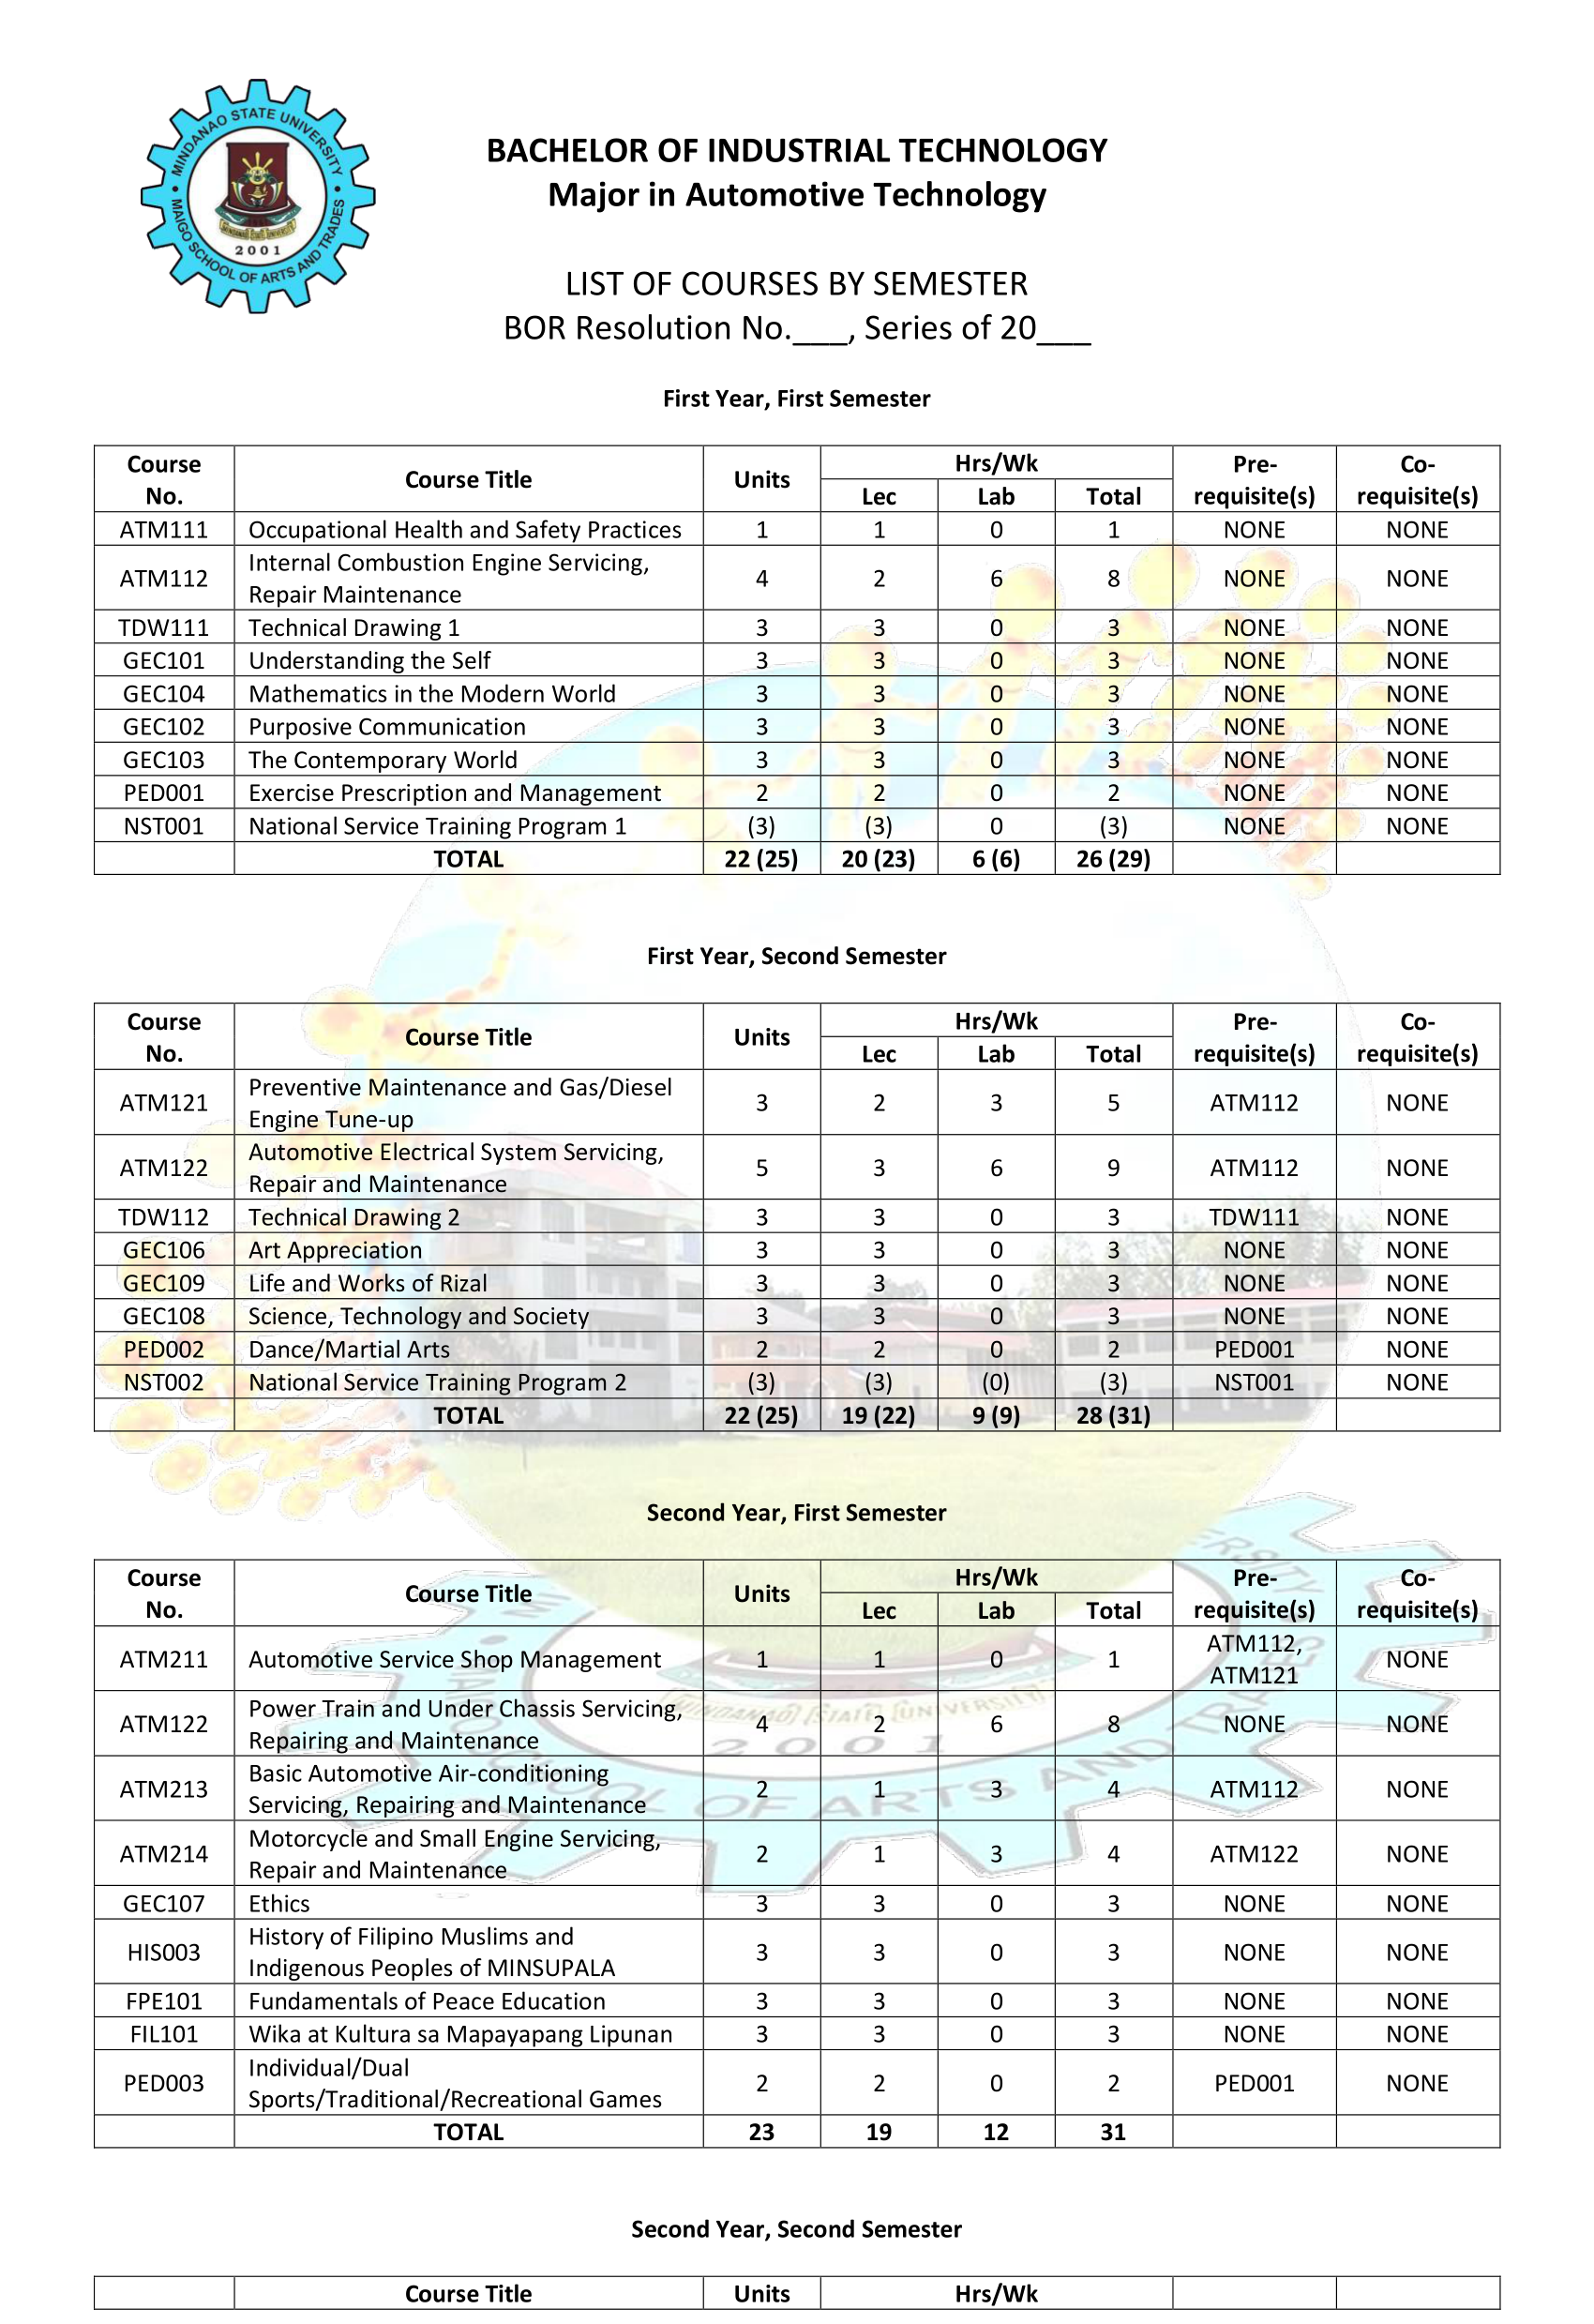 MINDANAO STATE UNIVERSITY
MAIGO SCHOOL OF ARTS AND TRADES
2001
BACHELOR OF INDUSTRIAL TECHNOLOGY
Major in Automotive Technology
LIST OF COURSES BY SEMESTER
BOR Resolution No.___, Series of 20___
First Year, First Semester
Course No. Course Title Units Hrs/Wk Pre-requisite(s) Co-requisite(s)
Lec Lab Total
ATM111 Occupational Health and Safety Practices 1 1 0 1 NONE NONE
ATM112 Internal Combustion Engine Servicing, Repair Maintenance 4 2 6 8 NONE NONE
TDW111 Technical Drawing 1 3 3 0 3 NONE NONE
GEC101 Understanding the Self 3 3 0 3 NONE NONE
GEC104 Mathematics in the Modern World 3 3 0 3 NONE NONE
GEC102 Purposive Communication 3 3 0 3 NONE NONE
GEC103 The Contemporary World 3 3 0 3 NONE NONE
PED001 Exercise Prescription and Management 2 2 0 2 NONE NONE
NST001 National Service Training Program 1 (3) (3) 0 (3) NONE NONE
TOTAL 22 (25) 20 (23) 6 (6) 26 (29)
First Year, Second Semester
Course No. Course Title Units Hrs/Wk Pre-requisite(s) Co-requisite(s)
Lec Lab Total
ATM121 Preventive Maintenance and Gas/Diesel Engine Tune-up 3 2 3 5 ATM112 NONE
ATM122 Automotive Electrical System Servicing, Repair and Maintenance 5 3 6 9 ATM112 NONE
TDW112 Technical Drawing 2 3 3 0 3 TDW111 NONE
GEC106 Art Appreciation 3 3 0 3 NONE NONE
GEC109 Life and Works of Rizal 3 3 0 3 NONE NONE
GEC108 Science, Technology and Society 3 3 0 3 NONE NONE
PED002 Dance/Martial Arts 2 2 0 2 PED001 NONE
NST002 National Service Training Program 2 (3) (3) (0) (3) NST001 NONE
TOTAL 22 (25) 19 (22) 9 (9) 28 (31)
Second Year, First Semester
Course No. Course Title Units Hrs/Wk Pre-requisite(s) Co-requisite(s)
Lec Lab Total
ATM211 Automotive Service Shop Management 1 1 0 1 ATM112, ATM121 NONE
ATM122 Power Train and Under Chassis Servicing, Repairing and Maintenance 4 2 6 8 NONE NONE
ATM213 Basic Automotive Air-conditioning Servicing, Repairing and Maintenance 2 1 3 4 ATM112 NONE
ATM214 Motorcycle and Small Engine Servicing, Repair and Maintenance 2 1 3 4 ATM122 NONE
GEC107 Ethics 3 3 0 3 NONE NONE
HIS003 History of Filipino Muslims and Indigenous Peoples of MINSUPALA 3 3 0 3 NONE NONE
FPE101 Fundamentals of Peace Education 3 3 0 3 NONE NONE
FIL101 Wika at Kultura sa Mapayapang Lipunan 3 3 0 3 NONE NONE
PED003 Individual/Dual Sports/Traditional/Recreational Games 2 2 0 2 PED001 NONE
TOTAL 23 19 12 31
Second Year, Second Semester
Course Title Units Hrs/Wk